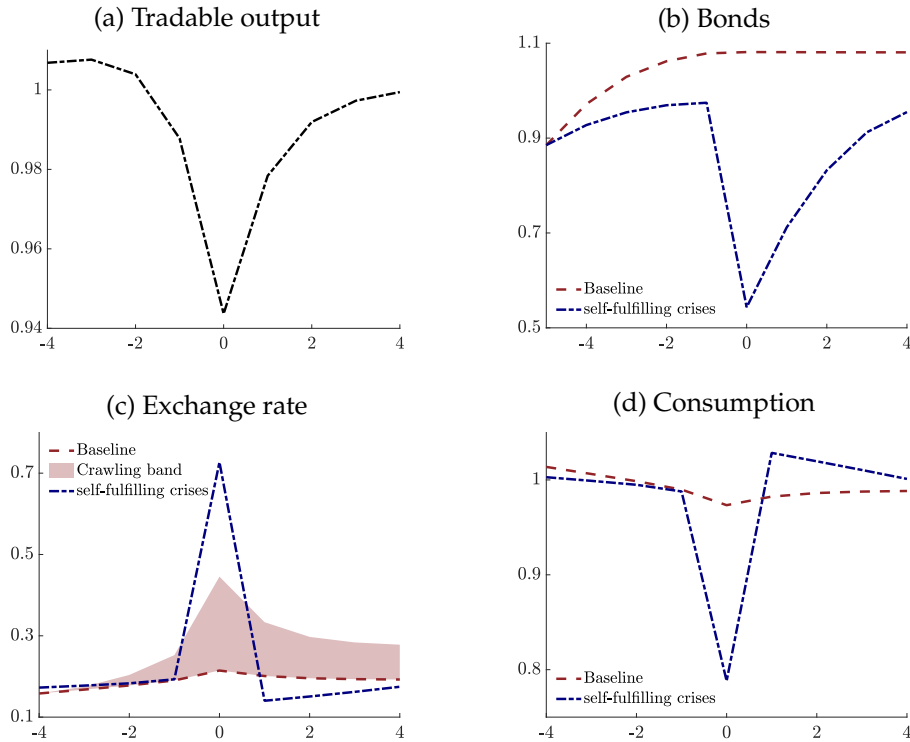 (a) Tradable output
1
0.98
0.96
0.94
-4 -2 0 2 4
(b) Bonds
1.1
0.9
0.7
0.5
Baseline
self-fulfilling crises
-4 -2 0 2 4
(c) Exchange rate
Baseline
Crawling band
self-fulfilling crises
0.7
0.5
0.3
0.1
-4 -2 0 2 4
(d) Consumption
1
0.9
0.8
Baseline
self-fulfilling crises
-4 -2 0 2 4